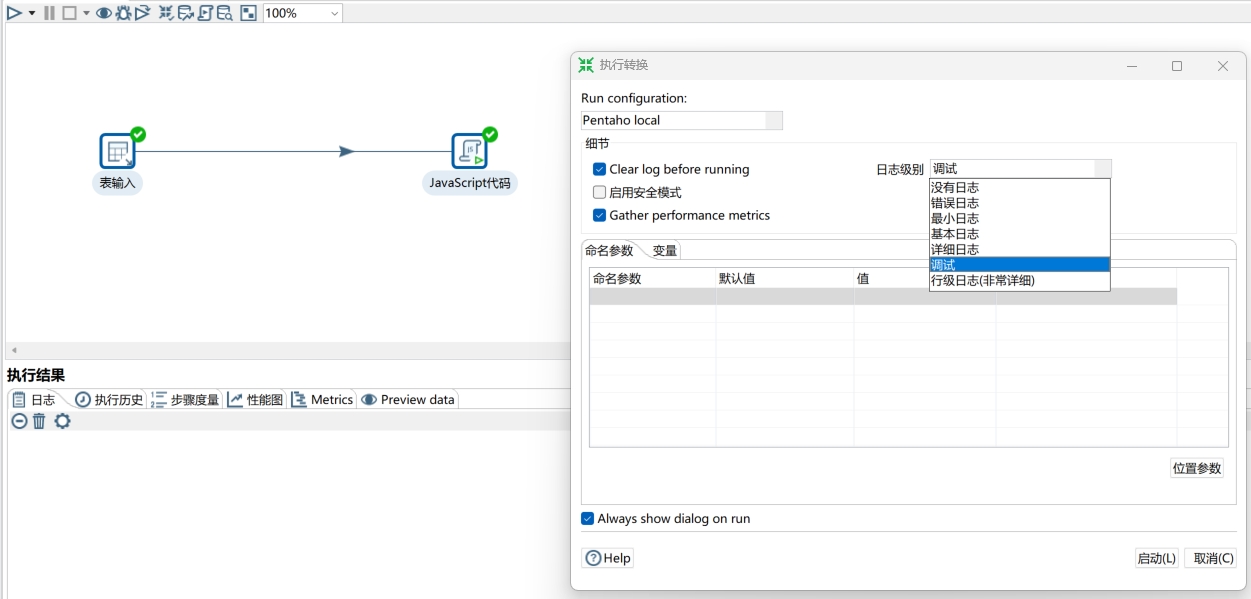 100%
表输入
JavaScript代码
执行结果
日志
执行历史
步骤度量
性能图
Metrics
Preview data
执行转换
Run configuration:
Pentaho local
细节
Clear log before running
日志级别
调试
启用安全模式
Gather performance metrics
没有日志
错误日志
最小日志
基本日志
详细日志
调试
行级日志(非常详细)
命名参数
变量
命名参数 默认值 值
位置参数
Always show dialog on run
Help
启动(L)
取消(C)